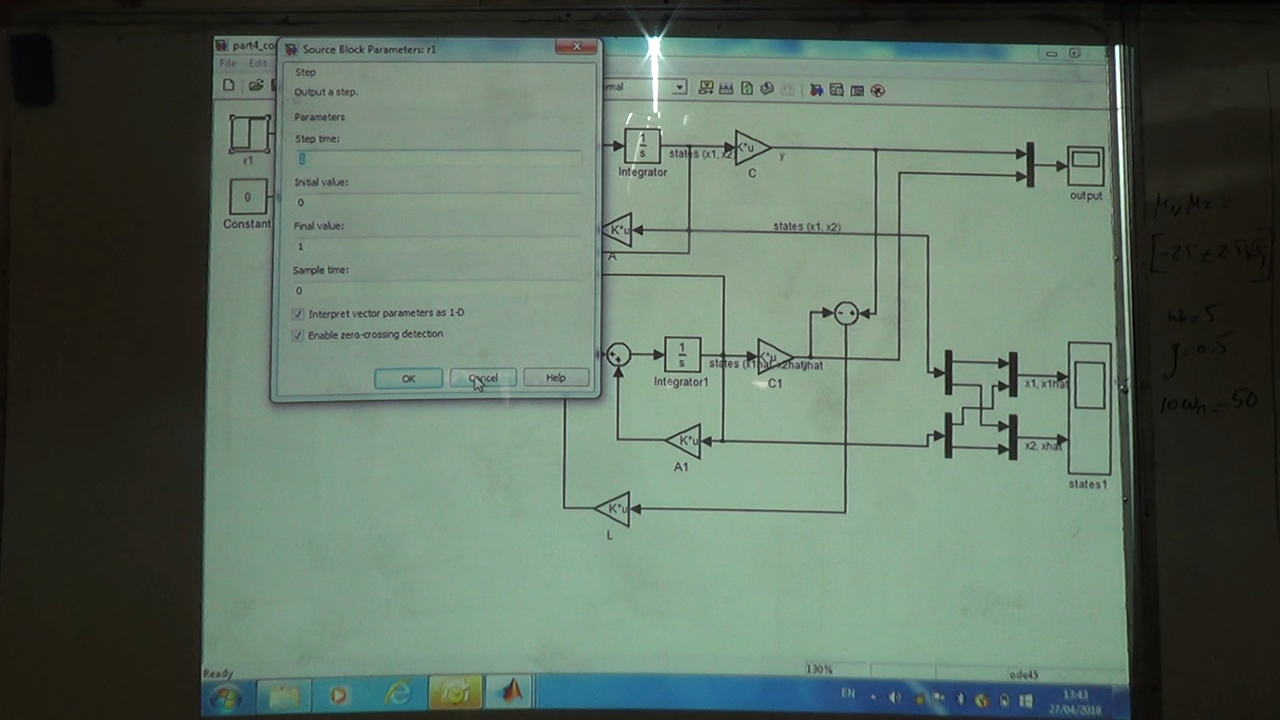 part4_co
Source Block Parameters: r1
File Edit
Step
Output a step.
Parameters
Step time:
Initial value:
0
Final value:
1
Sample time:
0
Interpret vector parameters as 1-D
Enable zero-crossing detection
OK
Cancel
Help
r1
0
Constant
1
s
Integrator
states (x1, x2
K*u
C
y
output
K*u
A
states (x1, x2)
1
s
Integrator1
K*u
C1
K*u
A1
K*u
L
x1, x1hat
x2, xhat
states1
Ready
130%
ode45
EN
13:43
27/04/2018
μ1, μ2 =
wn = 5
10wn = 50